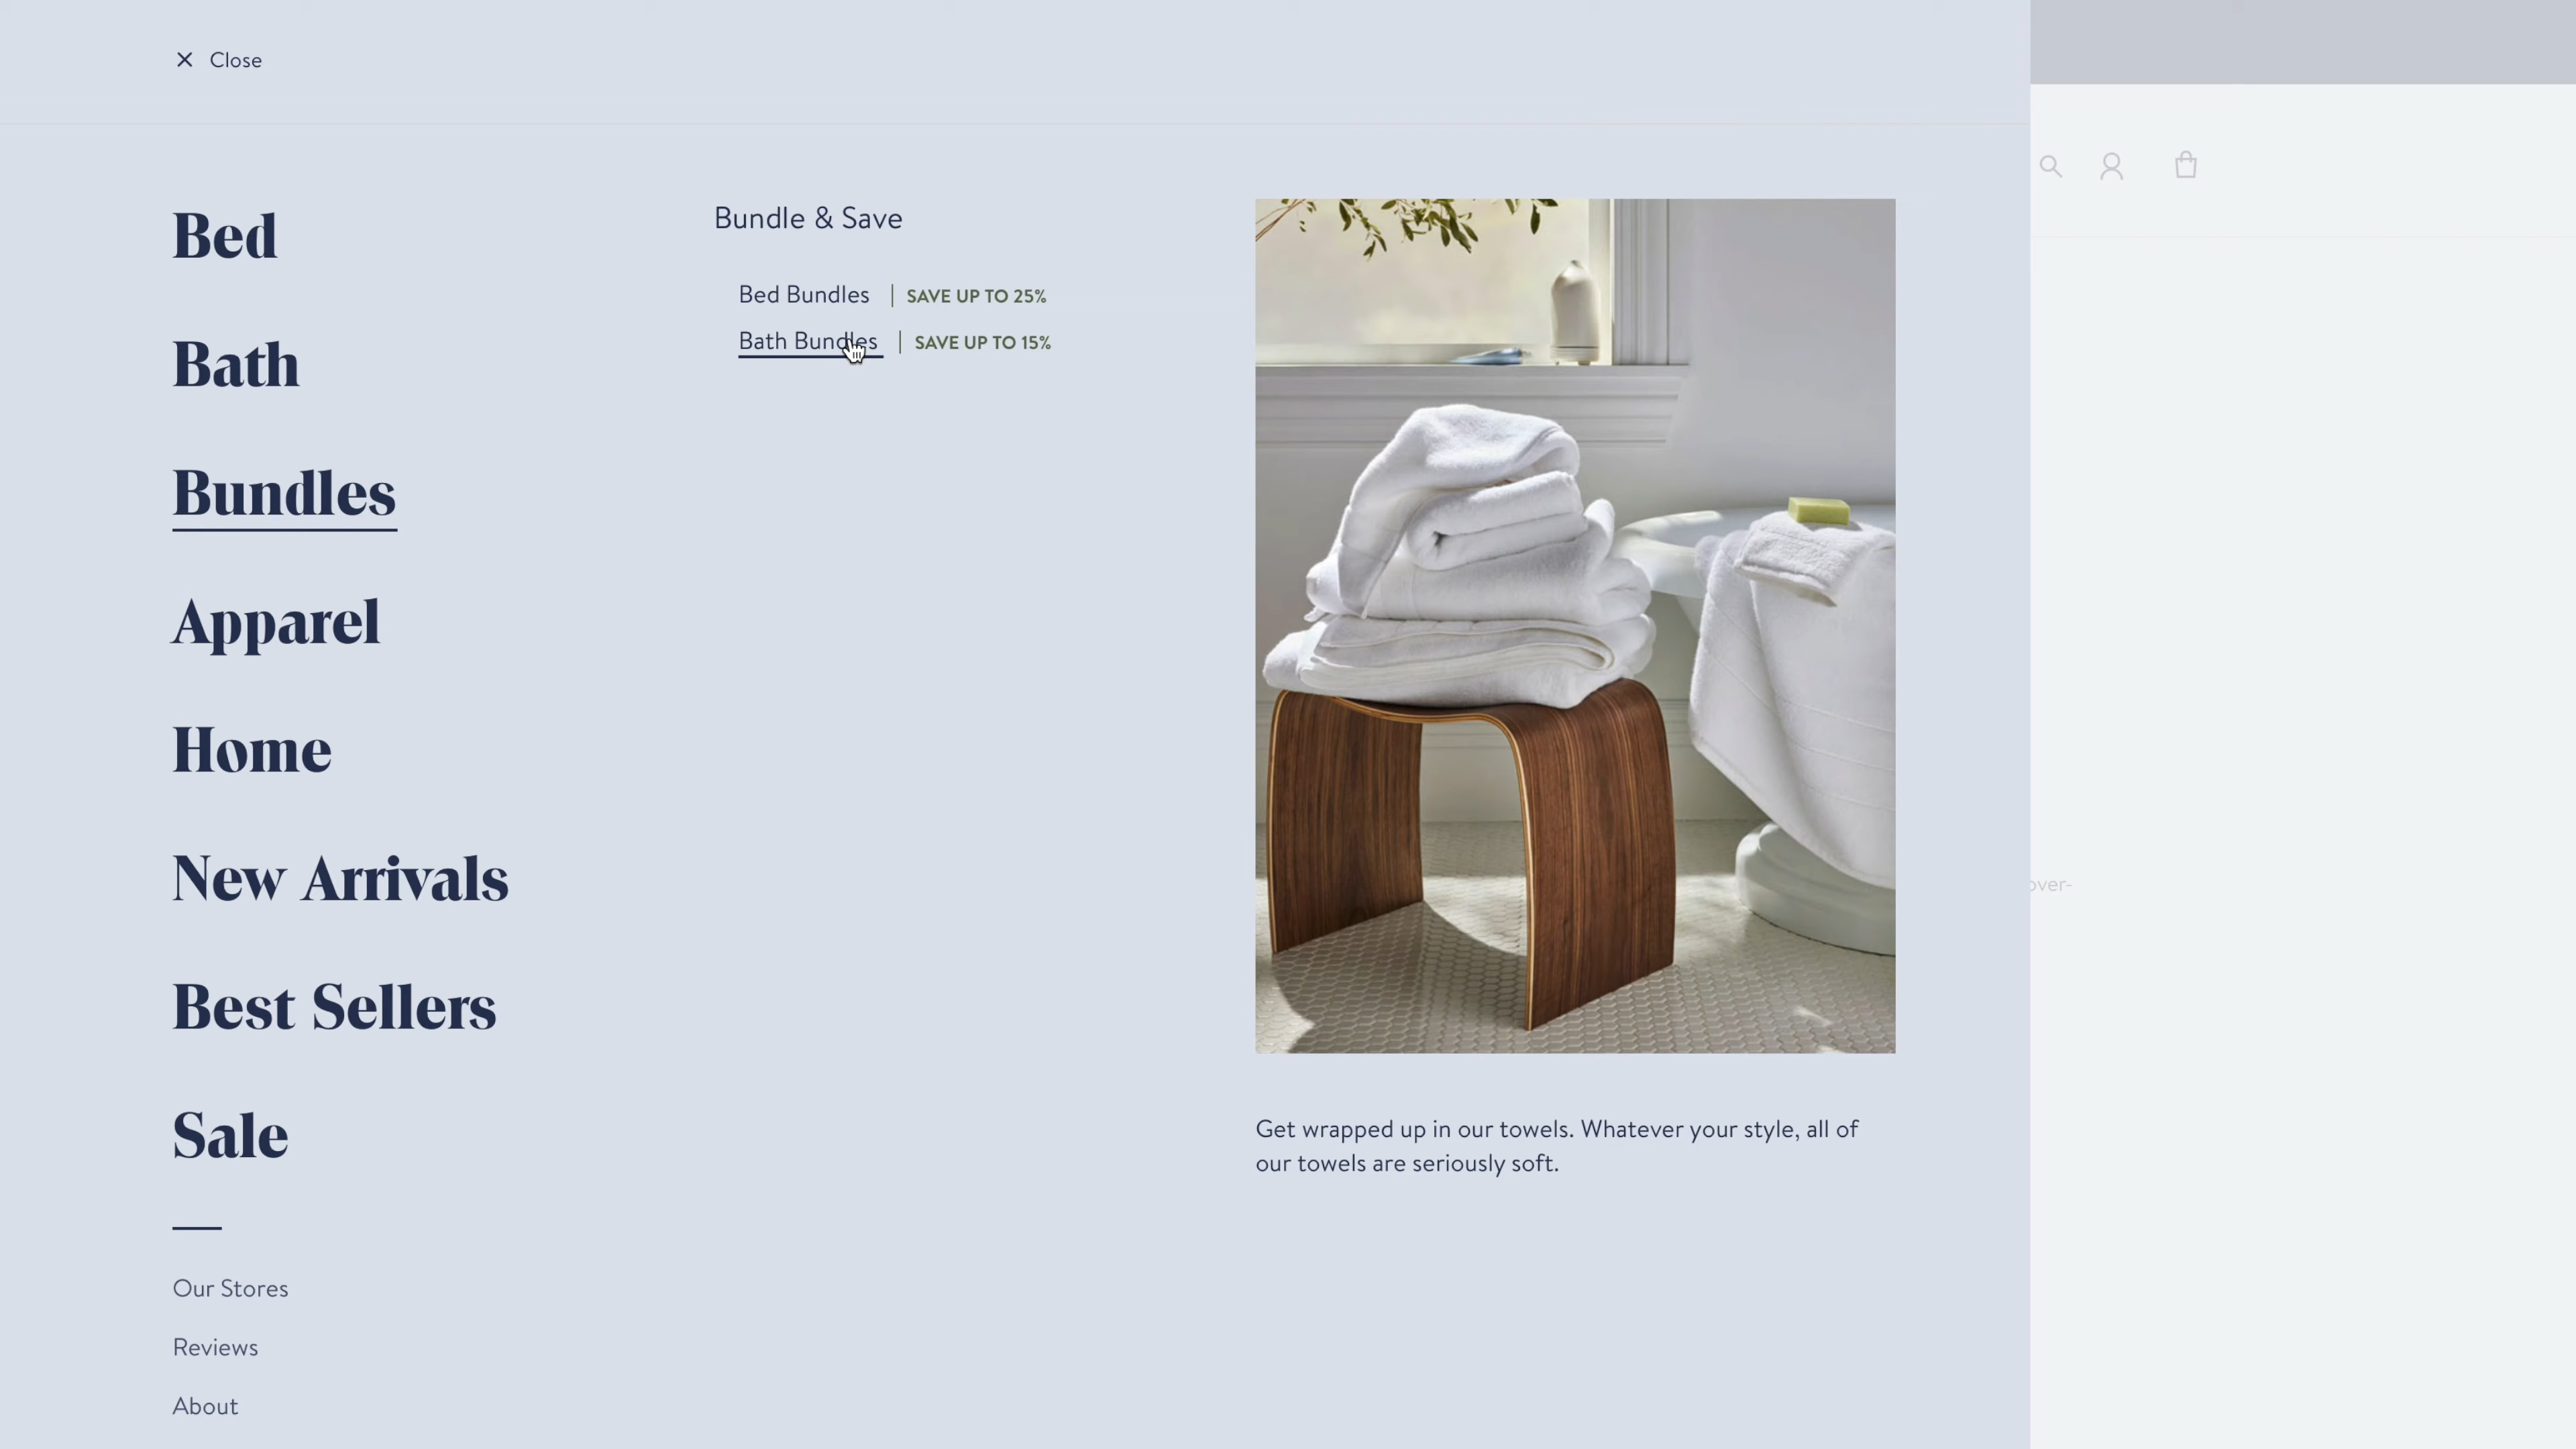 Close
Bed
Bath
Bundles
Apparel
Home
New Arrivals
Best Sellers
Sale
Our Stores
Reviews
About
Bundle & Save
Bed Bundles | SAVE UP TO 25%
Bath Bundles | SAVE UP TO 15%
Get wrapped up in our towels. Whatever your style, all of
our towels are seriously soft.
over-